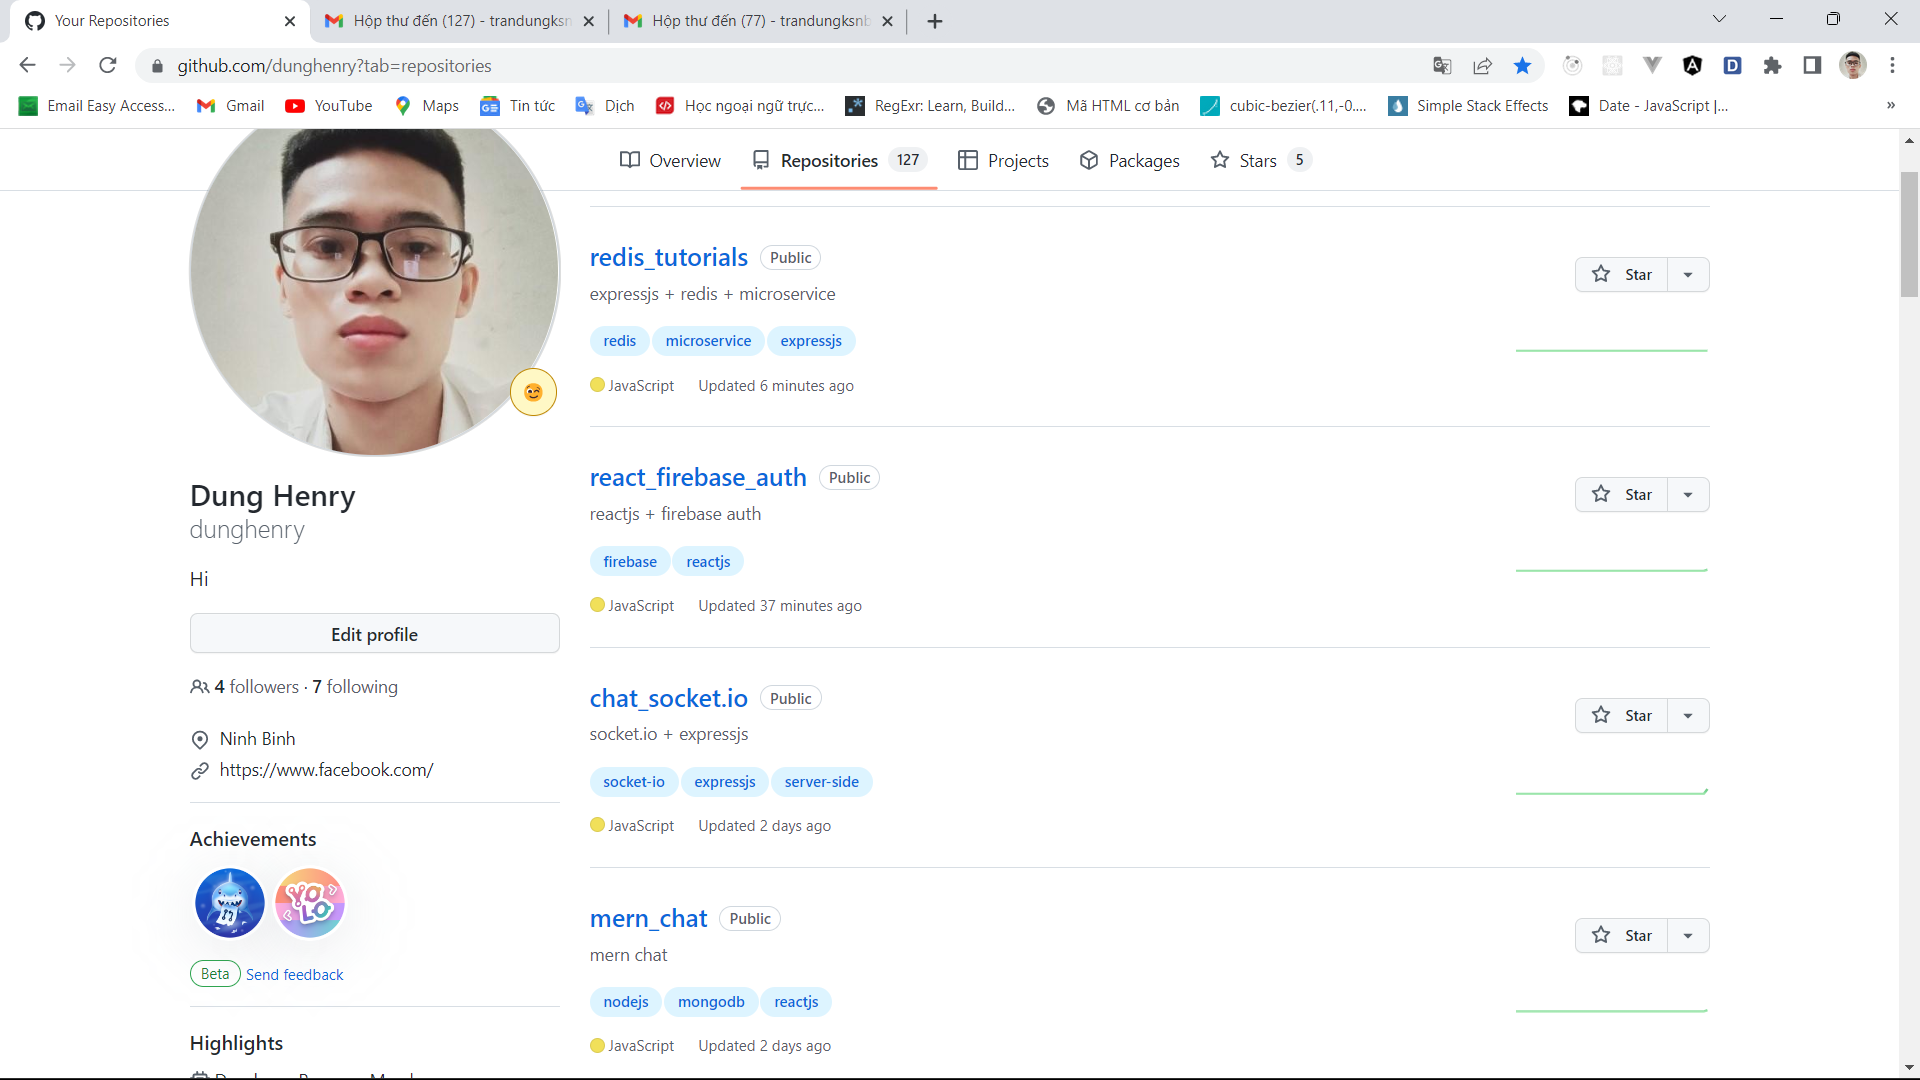 Your Repositories
Hộp thư đến (127) - trandungksn
Hộp thư đến (77) - trandungksnb
github.com/dunghenry?tab=repositories
Email Easy Access...
Gmail
YouTube
Maps
Tin tức
Dịch
Học ngoại ngữ trực...
RegExr: Learn, Build...
Mã HTML cơ bản
cubic-bezier(.11,-0....
Simple Stack Effects
Date - JavaScript |...
»
Overview
Repositories 127
Projects
Packages
Stars 5
Dung Henry
dunghenry
Hi
Edit profile
4 followers · 7 following
Ninh Binh
https://www.facebook.com/
Achievements
YOLO
Beta Send feedback
Highlights
redis_tutorials Public
Star
expressjs + redis + microservice
redis microservice expressjs
JavaScript Updated 6 minutes ago
react_firebase_auth Public
Star
reactjs + firebase auth
firebase reactjs
JavaScript Updated 37 minutes ago
chat_socket.io Public
Star
socket.io + expressjs
socket-io expressjs server-side
JavaScript Updated 2 days ago
mern_chat Public
Star
mern chat
nodejs mongodb reactjs
JavaScript Updated 2 days ago